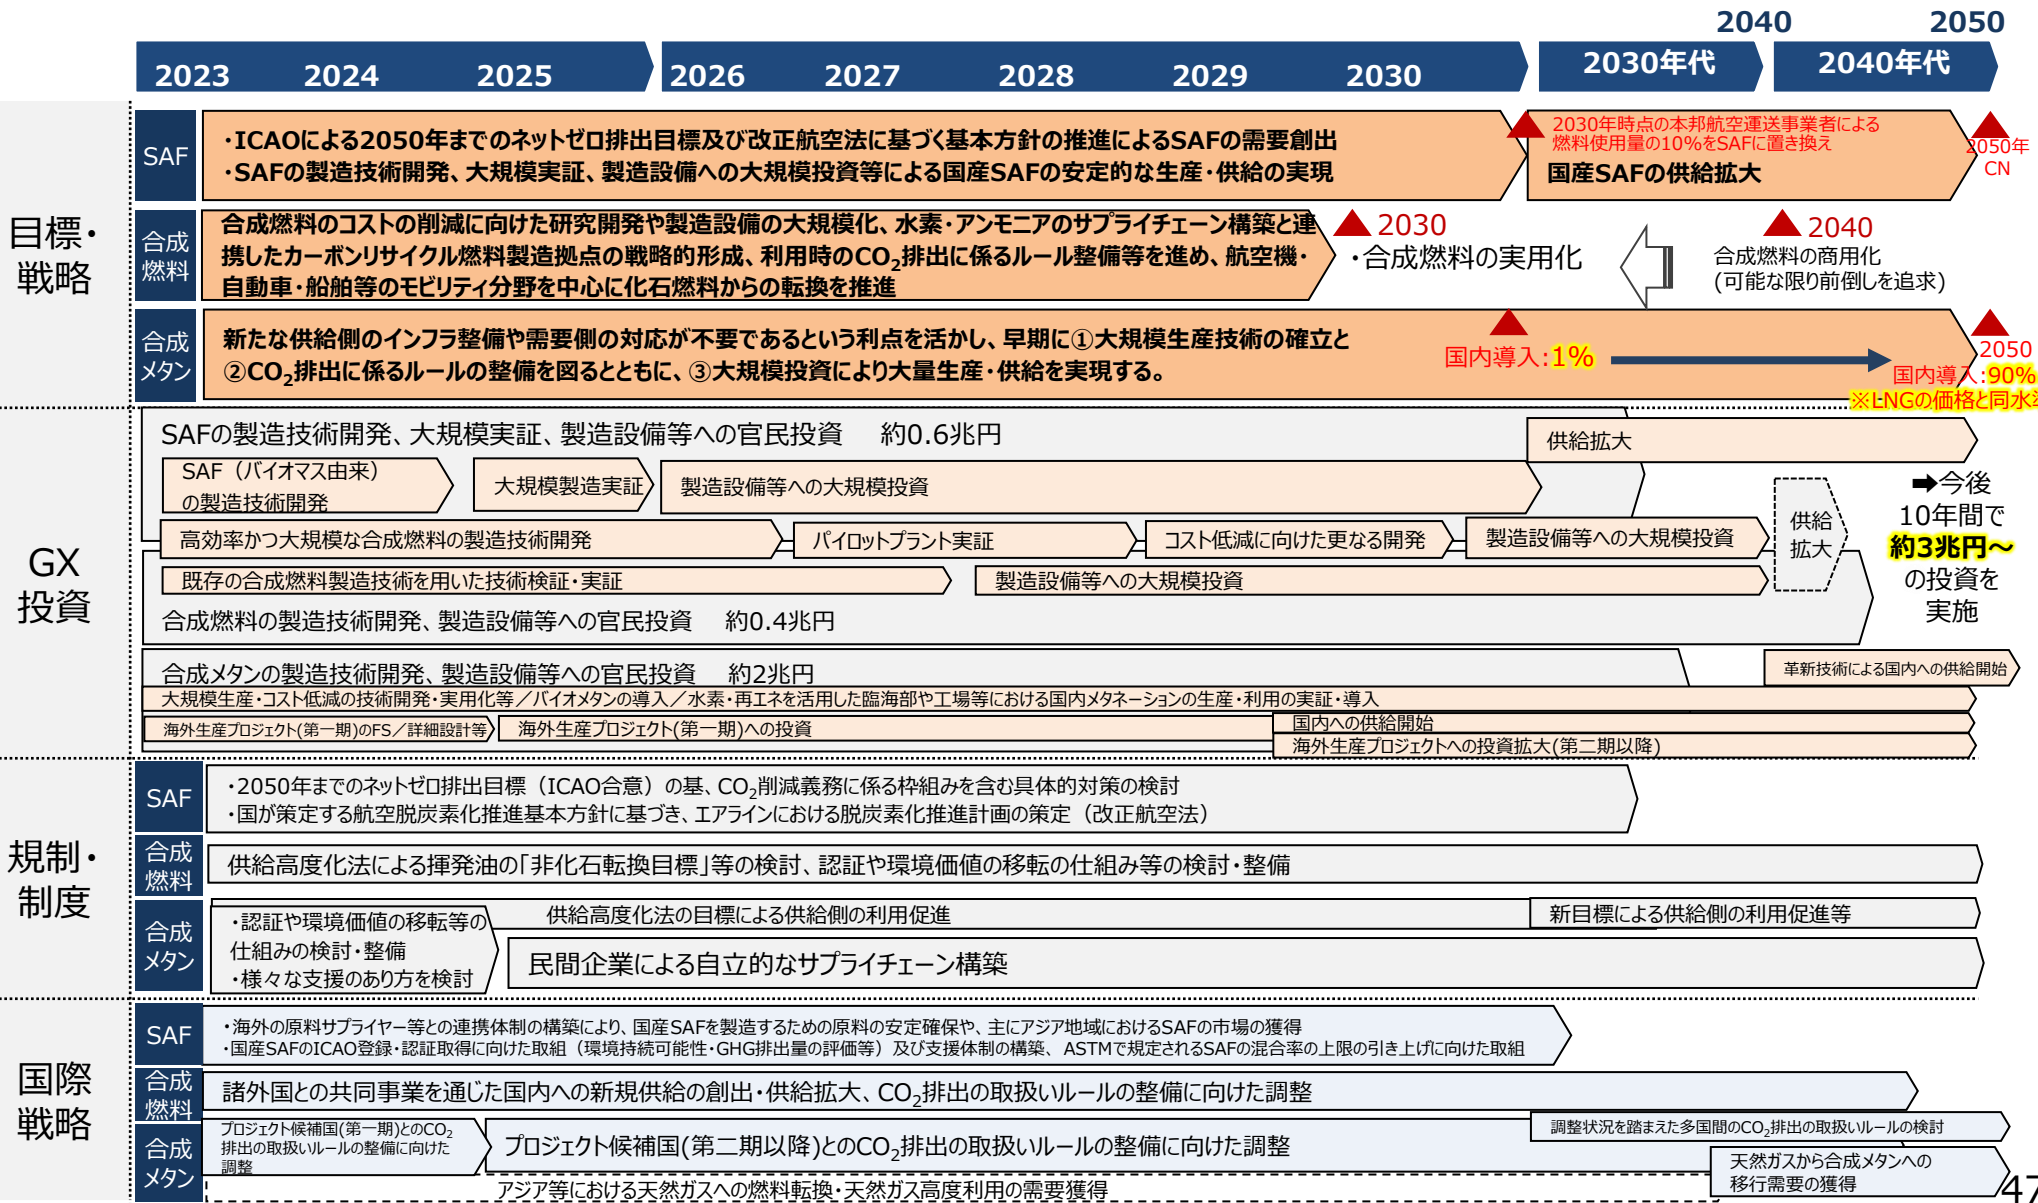 2040 2050
2023 2024 2025 2026 2027 2028 2029 2030 2030年代 2040年代
目標・
戦略
SAF
・ICAOによる2050年までのネットゼロ排出目標及び改正航空法に基づく基本方針の推進によるSAFの需要創出
・SAFの製造技術開発、大規模実証、製造設備への大規模投資等による国産SAFの安定的な生産・供給の実現
2030年時点の本邦航空運送事業者による
燃料使用量の10%をSAFに置き換え
国産SAFの供給拡大
2050年
CN
合成
燃料
合成燃料のコストの削減に向けた研究開発や製造設備の大規模化、水素・アンモニアのサプライチェーン構築と連
携したカーボンリサイクル燃料製造拠点の戦略的形成、利用時のCO2排出に係るルール整備等を進め、航空機・
自動車・船舶等のモビリティ分野を中心に化石燃料からの転換を推進
2030
・合成燃料の実用化
2040
合成燃料の商用化
(可能な限り前倒しを追求)
合成
メタン
新たな供給側のインフラ整備や需要側の対応が不要であるという利点を活かし、早期に①大規模生産技術の確立と
②CO2排出に係るルールの整備を図るとともに、③大規模投資により大量生産・供給を実現する。
国内導入:1%
2050
国内導入:90%
※LNGの価格と同水準
GX
投資
SAFの製造技術開発、大規模実証、製造設備等への官民投資 約0.6兆円
供給拡大
SAF（バイオマス由来）
の製造技術開発
大規模製造実証
製造設備等への大規模投資
高効率かつ大規模な合成燃料の製造技術開発
パイロットプラント実証
コスト低減に向けた更なる開発
製造設備等への大規模投資
供給
拡大
既存の合成燃料製造技術を用いた技術検証・実証
製造設備等への大規模投資
合成燃料の製造技術開発、製造設備等への官民投資 約0.4兆円
➡今後
10年間で
約3兆円～
の投資を
実施
合成メタンの製造技術開発、製造設備等への官民投資 約2兆円
革新技術による国内への供給開始
大規模生産・コスト低減の技術開発・実用化等／バイオメタンの導入／水素・再エネを活用した臨海部や工場等における国内メタネーションの生産・利用の実証・導入
海外生産プロジェクト(第一期)のFS／詳細設計等
海外生産プロジェクト(第一期)への投資
国内への供給開始
海外生産プロジェクトへの投資拡大(第二期以降)
規制・
制度
SAF
・2050年までのネットゼロ排出目標（ICAO合意）の基、CO2削減義務に係る枠組みを含む具体的対策の検討
・国が策定する航空脱炭素化推進基本方針に基づき、エアラインにおける脱炭素化推進計画の策定（改正航空法）
合成
燃料
供給高度化法による揮発油の「非化石転換目標」等の検討、認証や環境価値の移転の仕組み等の検討・整備
合成
メタン
・認証や環境価値の移転等の
仕組みの検討・整備
・様々な支援のあり方を検討
供給高度化法の目標による供給側の利用促進
新目標による供給側の利用促進等
民間企業による自立的なサプライチェーン構築
国際
戦略
SAF
・海外の原料サプライヤー等との連携体制の構築により、国産SAFを製造するための原料の安定確保や、主にアジア地域におけるSAFの市場の獲得
・国産SAFのICAO登録・認証取得に向けた取組（環境持続可能性・GHG排出量の評価等）及び支援体制の構築、ASTMで規定されるSAFの混合率の上限の引き上げに向けた取組
合成
燃料
諸外国との共同事業を通じた国内への新規供給の創出・供給拡大、CO2排出の取扱いルールの整備に向けた調整
合成
メタン
プロジェクト候補国(第一期)とのCO2
排出の取扱いルールの整備に向けた
調整
プロジェクト候補国(第二期以降)とのCO2排出の取扱いルールの整備に向けた調整
調整状況を踏まえた多国間のCO2排出の取扱いルールの検討
天然ガスから合成メタンへの
移行需要の獲得
アジア等における天然ガスへの燃料転換・天然ガス高度利用の需要獲得
47